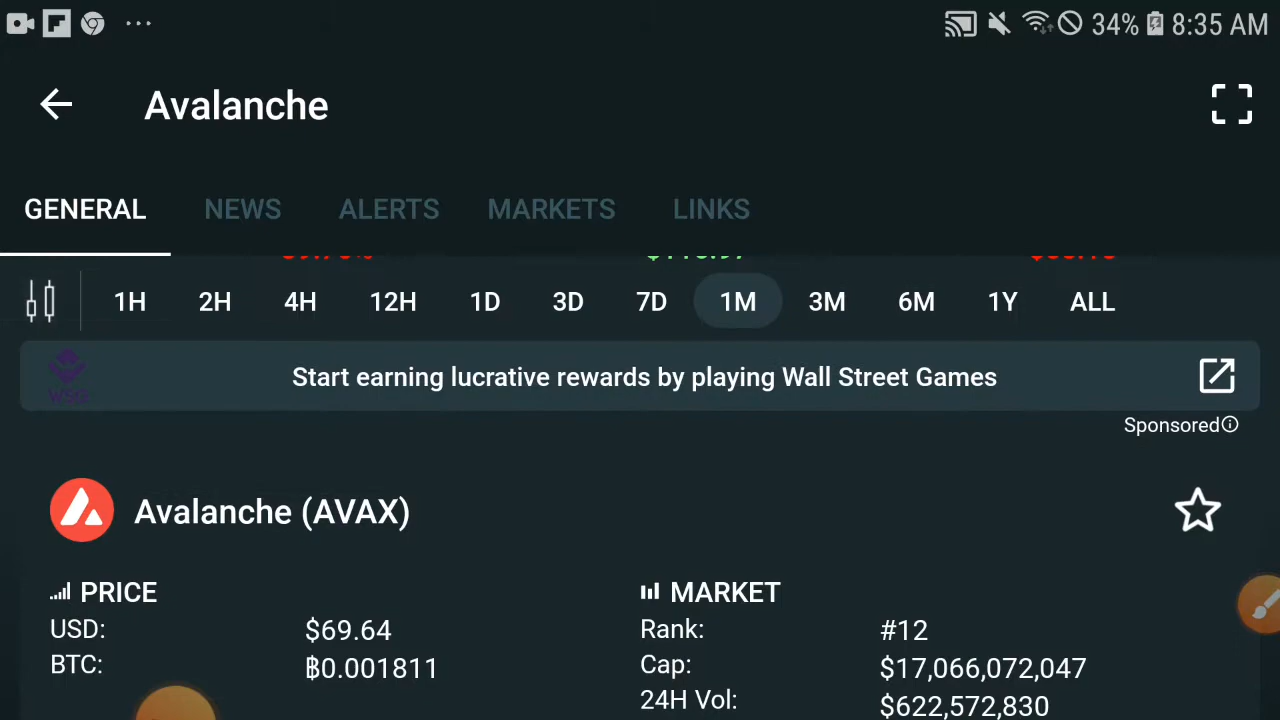 34% 8:35 AM
Avalanche
GENERAL NEWS ALERTS MARKETS LINKS
1H 2H 4H 12H 1D 3D 7D 1M 3M 6M 1Y ALL
WSG Start earning lucrative rewards by playing Wall Street Games
Sponsored
Avalanche (AVAX)
PRICE MARKET
USD: $69.64 Rank: #12
BTC: ฿0.001811 Cap: $17,066,072,047
24H Vol: $622,572,830